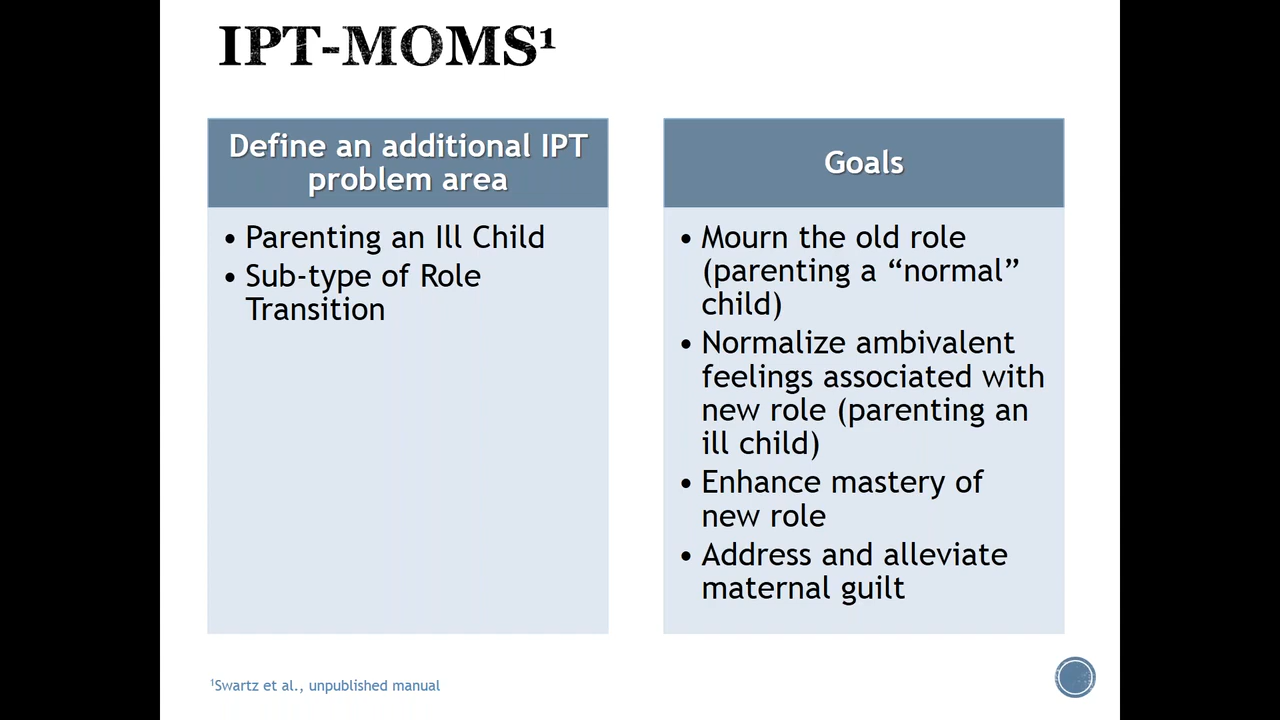 IPT-MOMS¹
Define an additional IPT
problem area
• Parenting an Ill Child
• Sub-type of Role
Transition
Goals
• Mourn the old role
(parenting a “normal”
child)
• Normalize ambivalent
feelings associated with
new role (parenting an
ill child)
• Enhance mastery of
new role
• Address and alleviate
maternal guilt
¹Swartz et al., unpublished manual